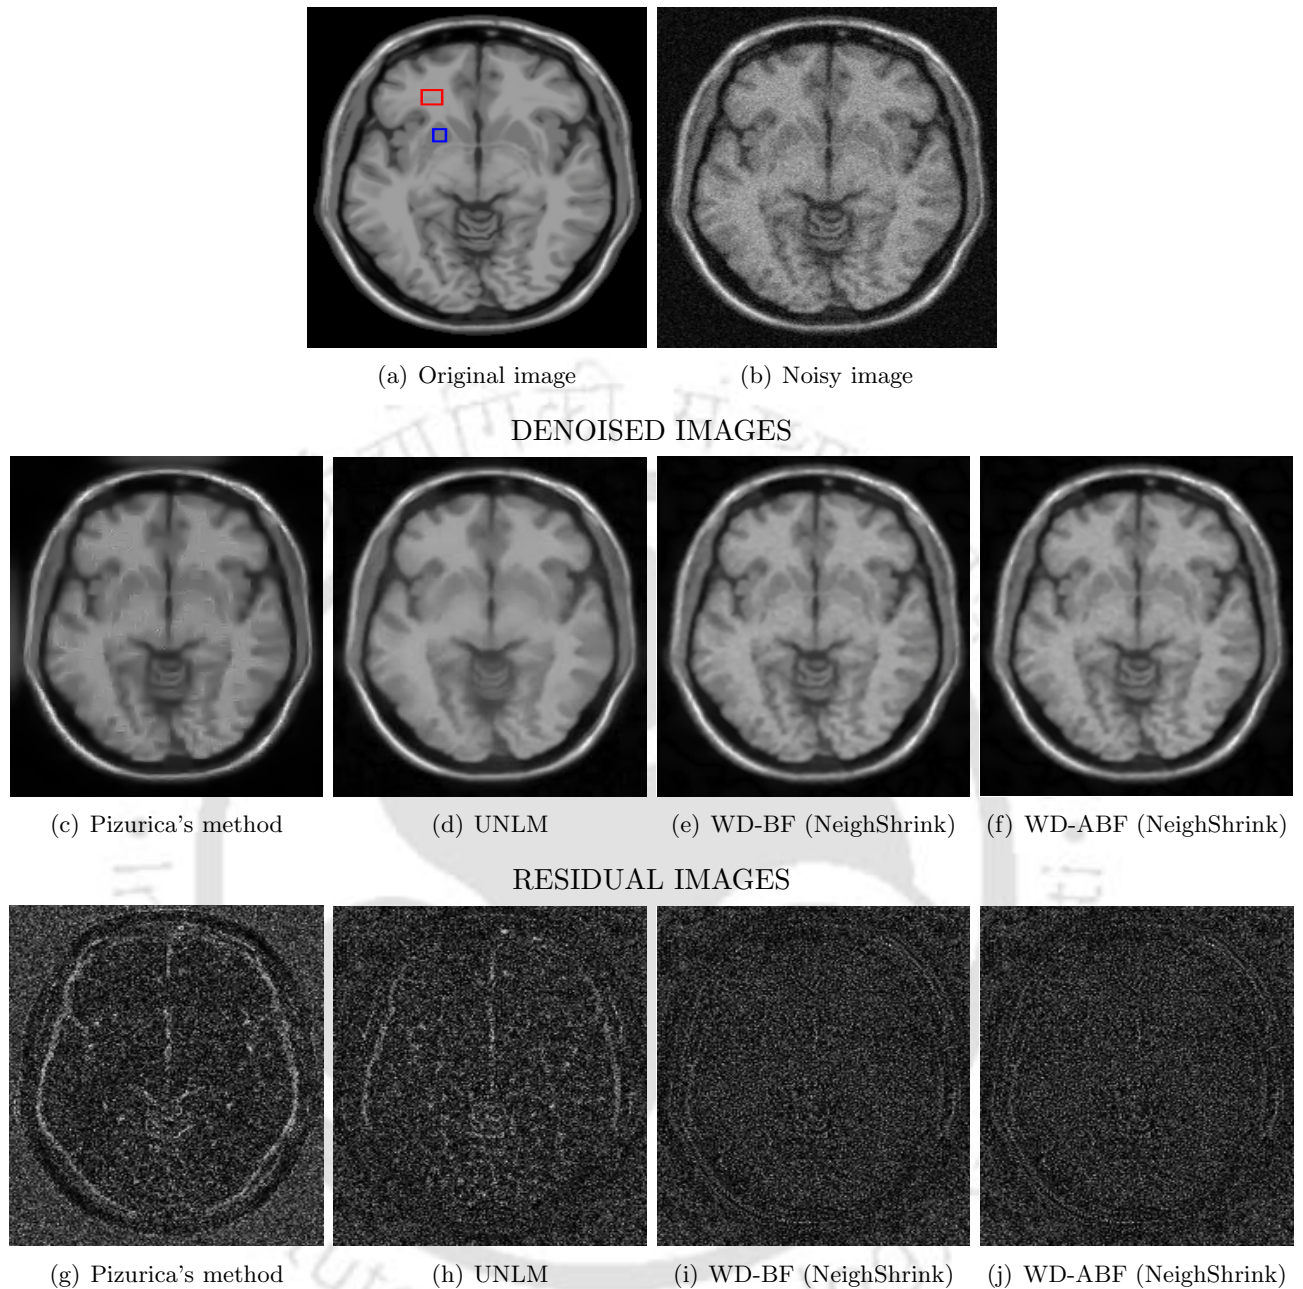 (a) Original image
(b) Noisy image
DENOISED IMAGES
(c) Pizurica's method
(d) UNLM
(e) WD-BF (NeighShrink)
(f) WD-ABF (NeighShrink)
RESIDUAL IMAGES
(g) Pizurica's method
(h) UNLM
(i) WD-BF (NeighShrink)
(j) WD-ABF (NeighShrink)